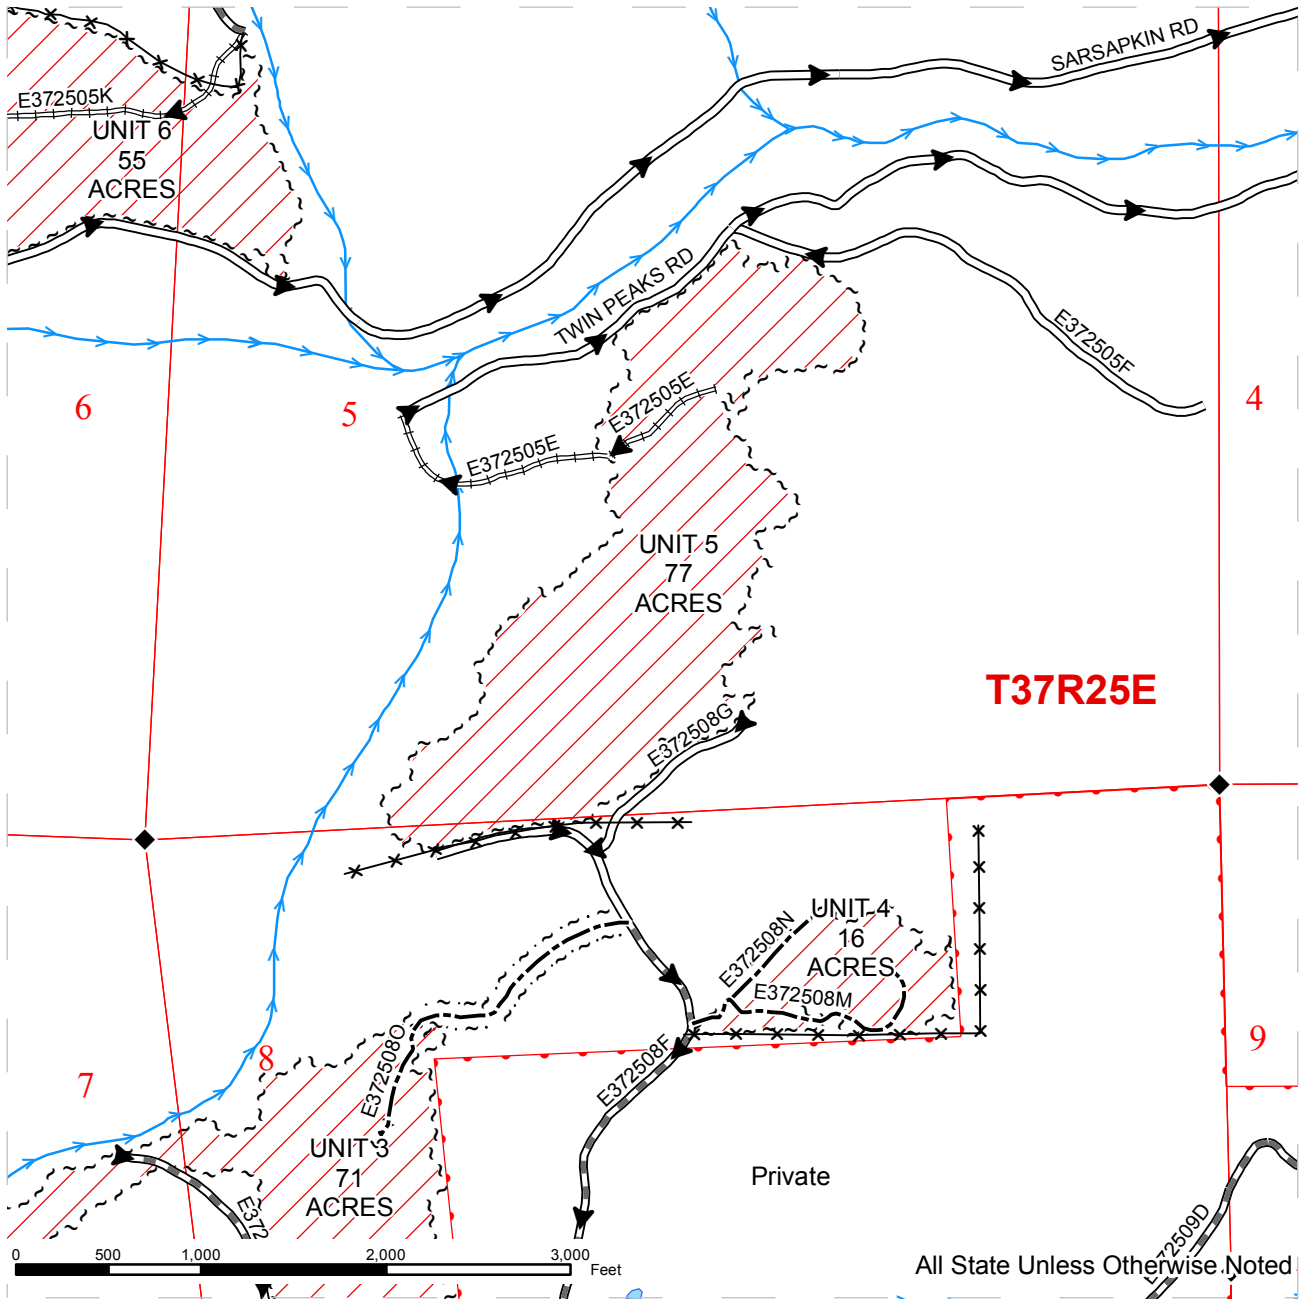 SARSAPKIN RD
E372505K
UNIT 6
55
ACRES
TWIN PEAKS RD
E372505F
E372505E
6
5
4
E372505E
UNIT 5
77
ACRES
T37R25E
E372508G
UNIT 4
16
ACRES
E372508N
E372508M
E372508O
E372508F
8
9
7
UNIT 3
71
ACRES
Private
E372
E372509D
0 500 1,000 2,000 3,000
Feet
All State Unless Otherwise Noted